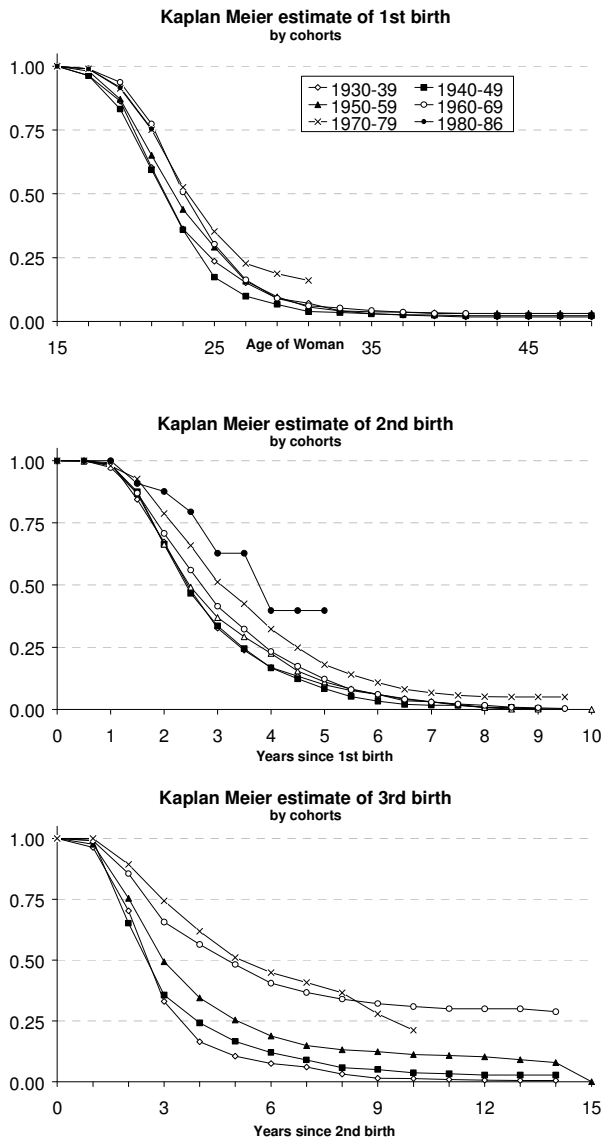 Kaplan Meier estimate of 1st birth
by cohorts
1.00
1930-39 1940-49
1950-59 1960-69
1970-79 1980-86
0.75
0.50
0.25
0.00
15 25 35 45
Age of Woman
Kaplan Meier estimate of 2nd birth
by cohorts
1.00
0.75
0.50
0.25
0.00
0 1 2 3 4 5 6 7 8 9 10
Years since 1st birth
Kaplan Meier estimate of 3rd birth
by cohorts
1.00
0.75
0.50
0.25
0.00
0 3 6 9 12 15
Years since 2nd birth